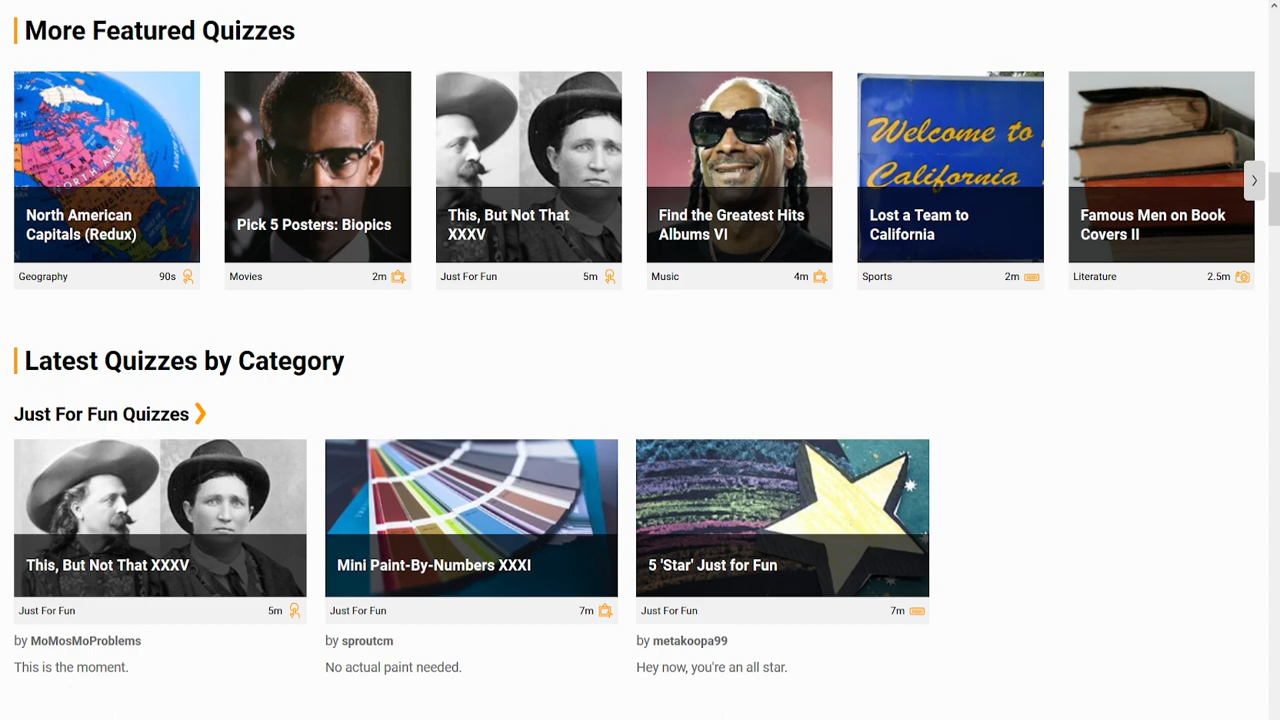 More Featured Quizzes
Welcome to
California
North American
Capitals (Redux)
Pick 5 Posters: Biopics
This, But Not That
XXXV
Find the Greatest Hits
Albums VI
Lost a Team to
California
Famous Men on Book
Covers II
Geography 90s
Movies 2m
Just For Fun 5m
Music 4m
Sports 2m
Literature 2.5m
Latest Quizzes by Category
Just For Fun Quizzes
This, But Not That XXXV
Mini Paint-By-Numbers XXXI
5 'Star' Just for Fun
Just For Fun 5m
Just For Fun 7m
Just For Fun 7m
by MoMosMoProblems
by sproutcm
by metakoopa99
This is the moment.
No actual paint needed.
Hey now, you're an all star.